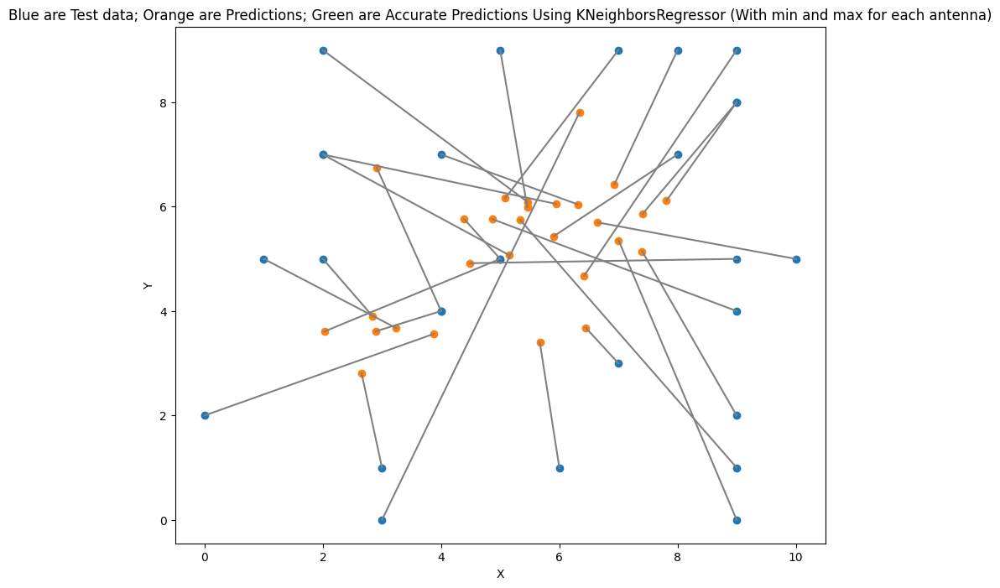 Blue are Test data; Orange are Predictions; Green are Accurate Predictions Using KNeighborsRegressor (With min and max for each antenna)
8
6
4
2
0
Y
0 2 4 6 8 10
X